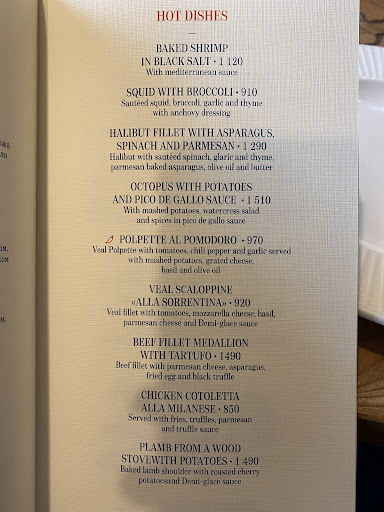 HOT DISHES
—
BAKED SHRIMP
IN BLACK SALT • 1 120
With mediterranean sauce
SQUID WITH BROCCOLI • 910
Sautéed squid, broccoli, garlic and thyme
with anchovy dressing
HALIBUT FILLET WITH ASPARAGUS,
SPINACH AND PARMESAN • 1 290
Halibut with sautéed spinach, glaric and thyme,
parmesan baked asparagus, olive oil and butter
OCTOPUS WITH POTATOES
AND PICO DE GALLO SAUCE • 1 510
With mashed potatoes, watercress salad
and spices in pico de gallo sauce
POLPETTE AL POMODORO • 970
Veal Polpette with tomatoes, chili pepper and garlic served
with mashed potatoes, grated cheese,
basil and olive oil
VEAL SCALOPPINE
«ALLA SORRENTINA» • 920
Veal fillet with tomatoes, mozzarella cheese, basil,
parmesan cheese and Demi-glace sauce
BEEF FILLET MEDALLION
WITH TARTUFO • 1490
Beef fillet with parmesan cheese, asparagus,
fried egg and black truffle
CHICKEN COTOLETTA
ALLA MILANESE • 850
Served with fries, truffles, parmesan
and truffle sauce
PLAMB FROM A WOOD
STOVEWITH POTATOES • 1 490
Baked lamb shoulder with roasted cherry
potatoesand Demi-glace sauce